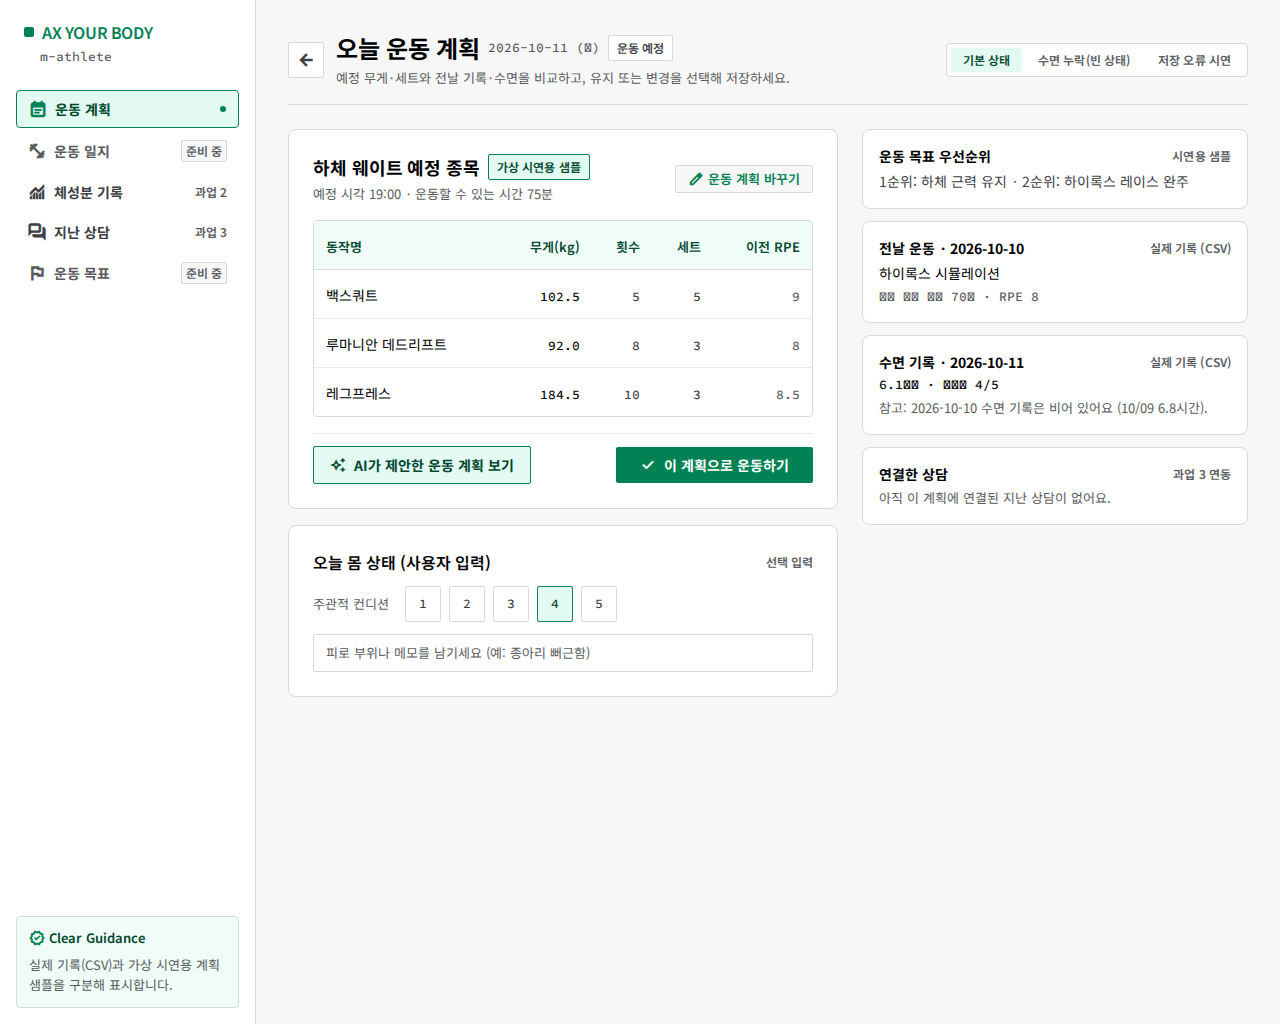 AX YOUR BODY
m-athlete
운동 계획
운동 일지 준비 중
체성분 기록 과업 2
지난 상담 과업 3
운동 목표 준비 중
Clear Guidance
실제 기록(CSV)과 가상 시연용 계획
샘플을 구분해 표시합니다.
오늘 운동 계획 2026-10-11 운동 예정
예정 무게·세트와 전날 기록·수면을 비교하고, 유지 또는 변경을 선택해 저장하세요.
기본 상태 수면 누락(빈 상태) 저장 오류 시연
하체 웨이트 예정 종목 가상 시연용 샘플
예정 시각 19:00 · 운동할 수 있는 시간 75분
운동 계획 바꾸기
동작명 무게(kg) 횟수 세트 이전 RPE
백스쿼트 102.5 5 5 9
루마니안 데드리프트 92.0 8 3 8
레그프레스 184.5 10 3 8.5
AI가 제안한 운동 계획 보기
이 계획으로 운동하기
오늘 몸 상태 (사용자 입력) 선택 입력
주관적 컨디션 1 2 3 4 5
피로 부위나 메모를 남기세요 (예: 종아리 뻐근함)
운동 목표 우선순위 시연용 샘플
1순위: 하체 근력 유지 · 2순위: 하이록스 레이스 완주
전날 운동 · 2026-10-10 실제 기록 (CSV)
하이록스 시뮬레이션
70 · RPE 8
수면 기록 · 2026-10-11 실제 기록 (CSV)
6.1 · 4/5
참고: 2026-10-10 수면 기록은 비어 있어요 (10/09 6.8시간).
연결한 상담 과업 3 연동
아직 이 계획에 연결된 지난 상담이 없어요.